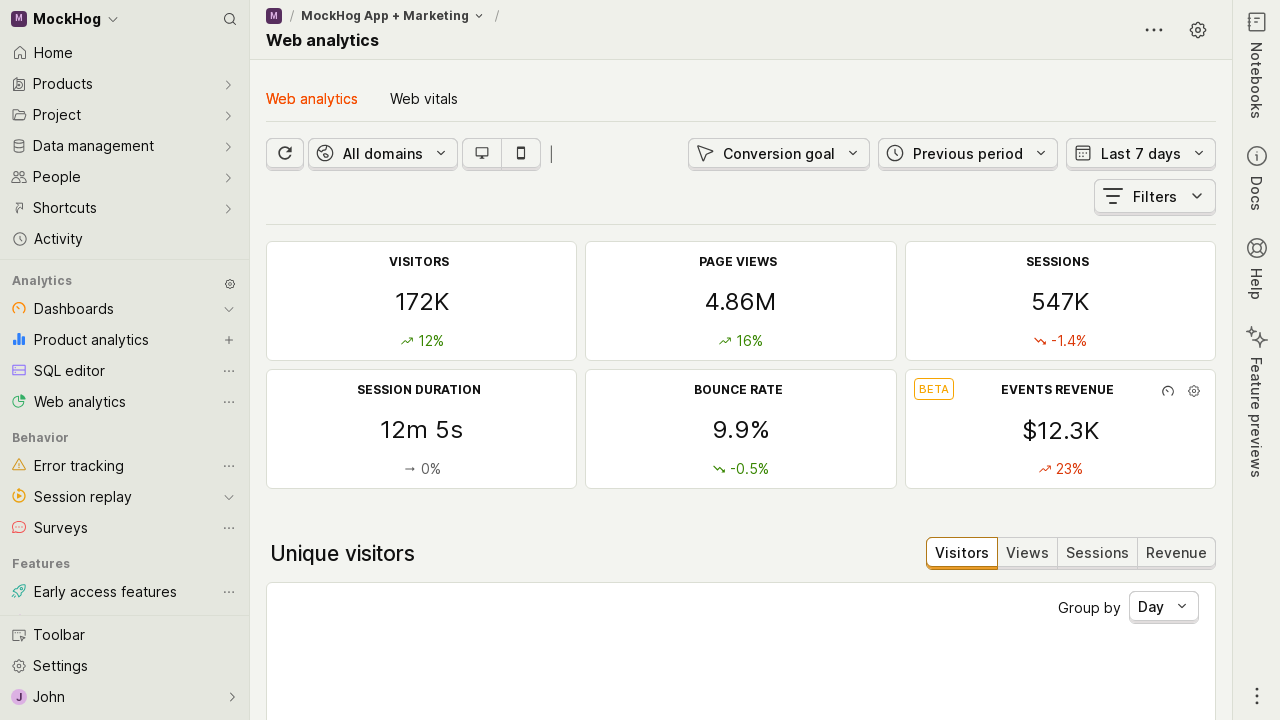 M MockHog
Home
Products
Project
Data management
People
Shortcuts
Activity
Analytics
Dashboards
Product analytics
SQL editor
Web analytics
Behavior
Error tracking
Session replay
Surveys
Features
Early access features
Toolbar
Settings
J John
M / MockHog App + Marketing /
Web analytics
Web analytics Web vitals
All domains Conversion goal Previous period Last 7 days
Filters
VISITORS
172K
12%
PAGE VIEWS
4.86M
16%
SESSIONS
547K
-1.4%
SESSION DURATION
12m 5s
0%
BOUNCE RATE
9.9%
-0.5%
BETA EVENTS REVENUE
$12.3K
23%
Unique visitors
Visitors Views Sessions Revenue
Group by Day
Notebooks
Docs
Help
Feature previews